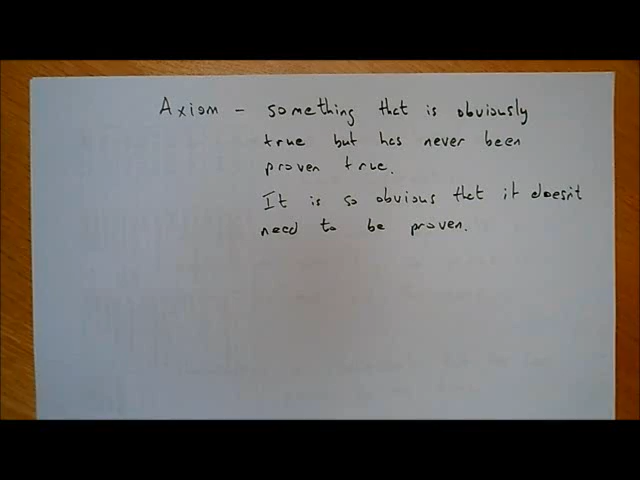 Axiom - something that is obviously
true but has never been
proven true.
It is so obvious that it doesn't
need to be proven.